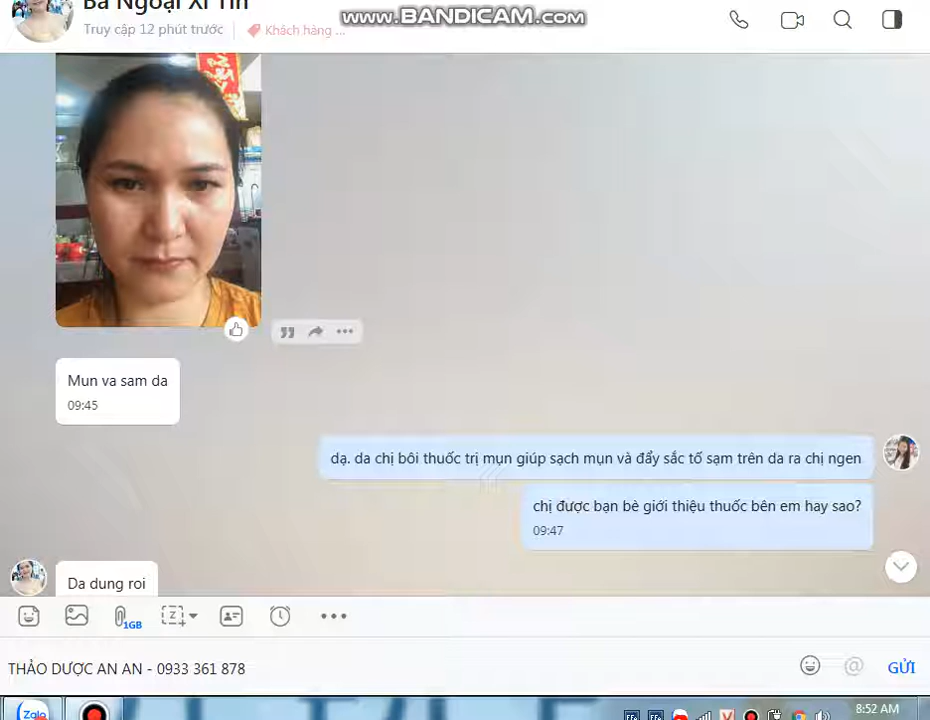 Bà Ngoại Xì Tin
www.BANDICAM.com
Truy cập 12 phút trước
Khách hàng ...
Mun va sam da
09:45
dạ. da chị bôi thuốc trị mụn giúp sạch mụn và đẩy sắc tố sạm trên da ra chị ngen
chị được bạn bè giới thiệu thuốc bên em hay sao?
09:47
Da dung roi
1GB
THẢO DƯỢC AN AN - 0933 361 878
GỬI
Zalo
8:52 AM